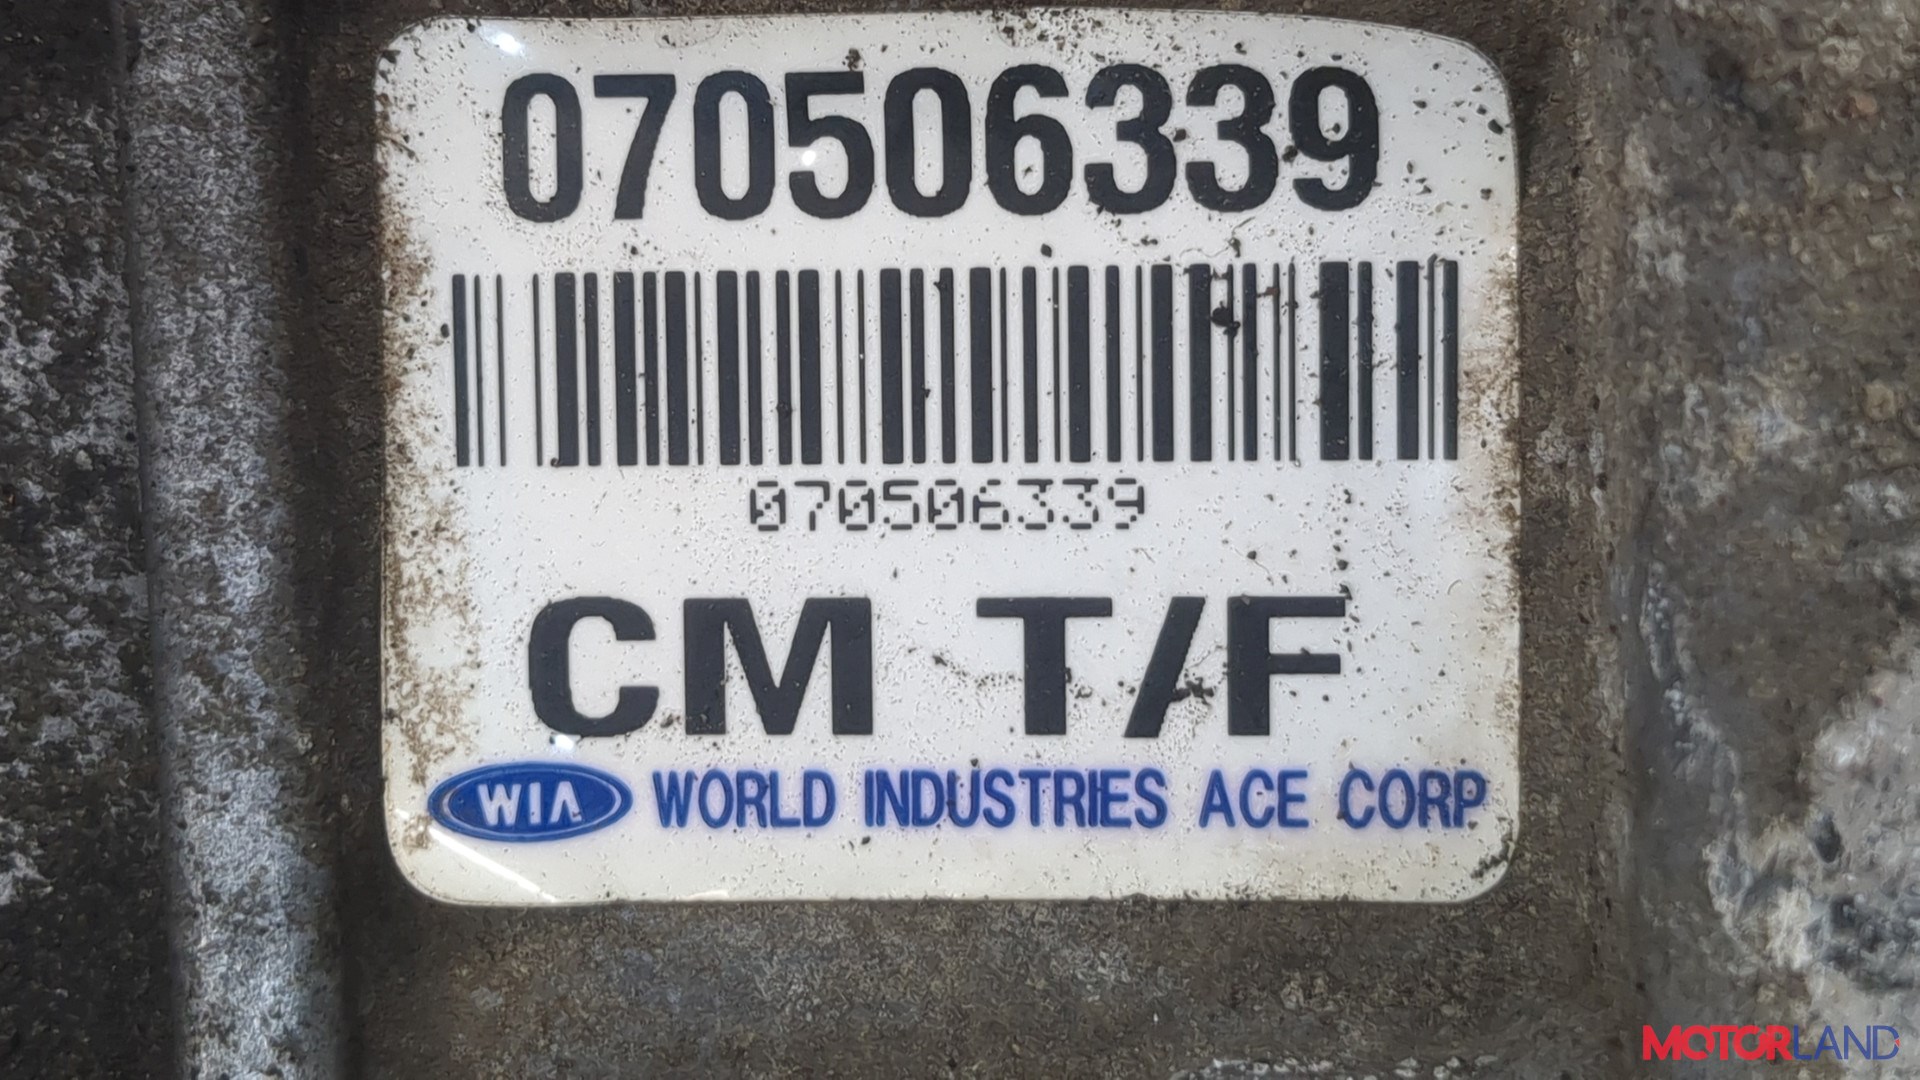 070506339
070506339
CM T/F
WIA WORLD INDUSTRIES ACE CORP
MOTORLAND